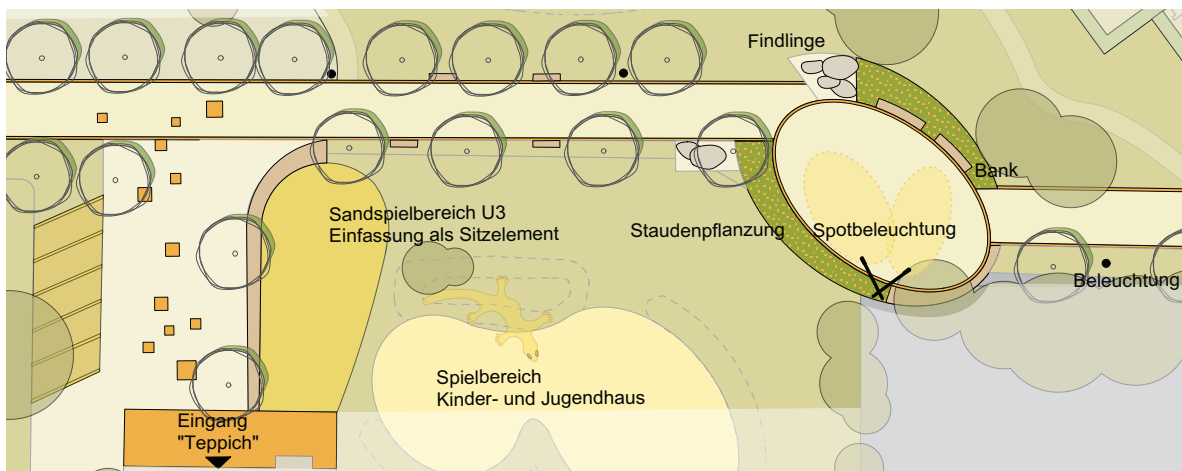 Findlinge
Bank
Sandspielbereich U3
Einfassung als Sitzelement
Staudenpflanzung
Spotbeleuchtung
Beleuchtung
Spielbereich
Kinder- und Jugendhaus
Eingang
"Teppich"